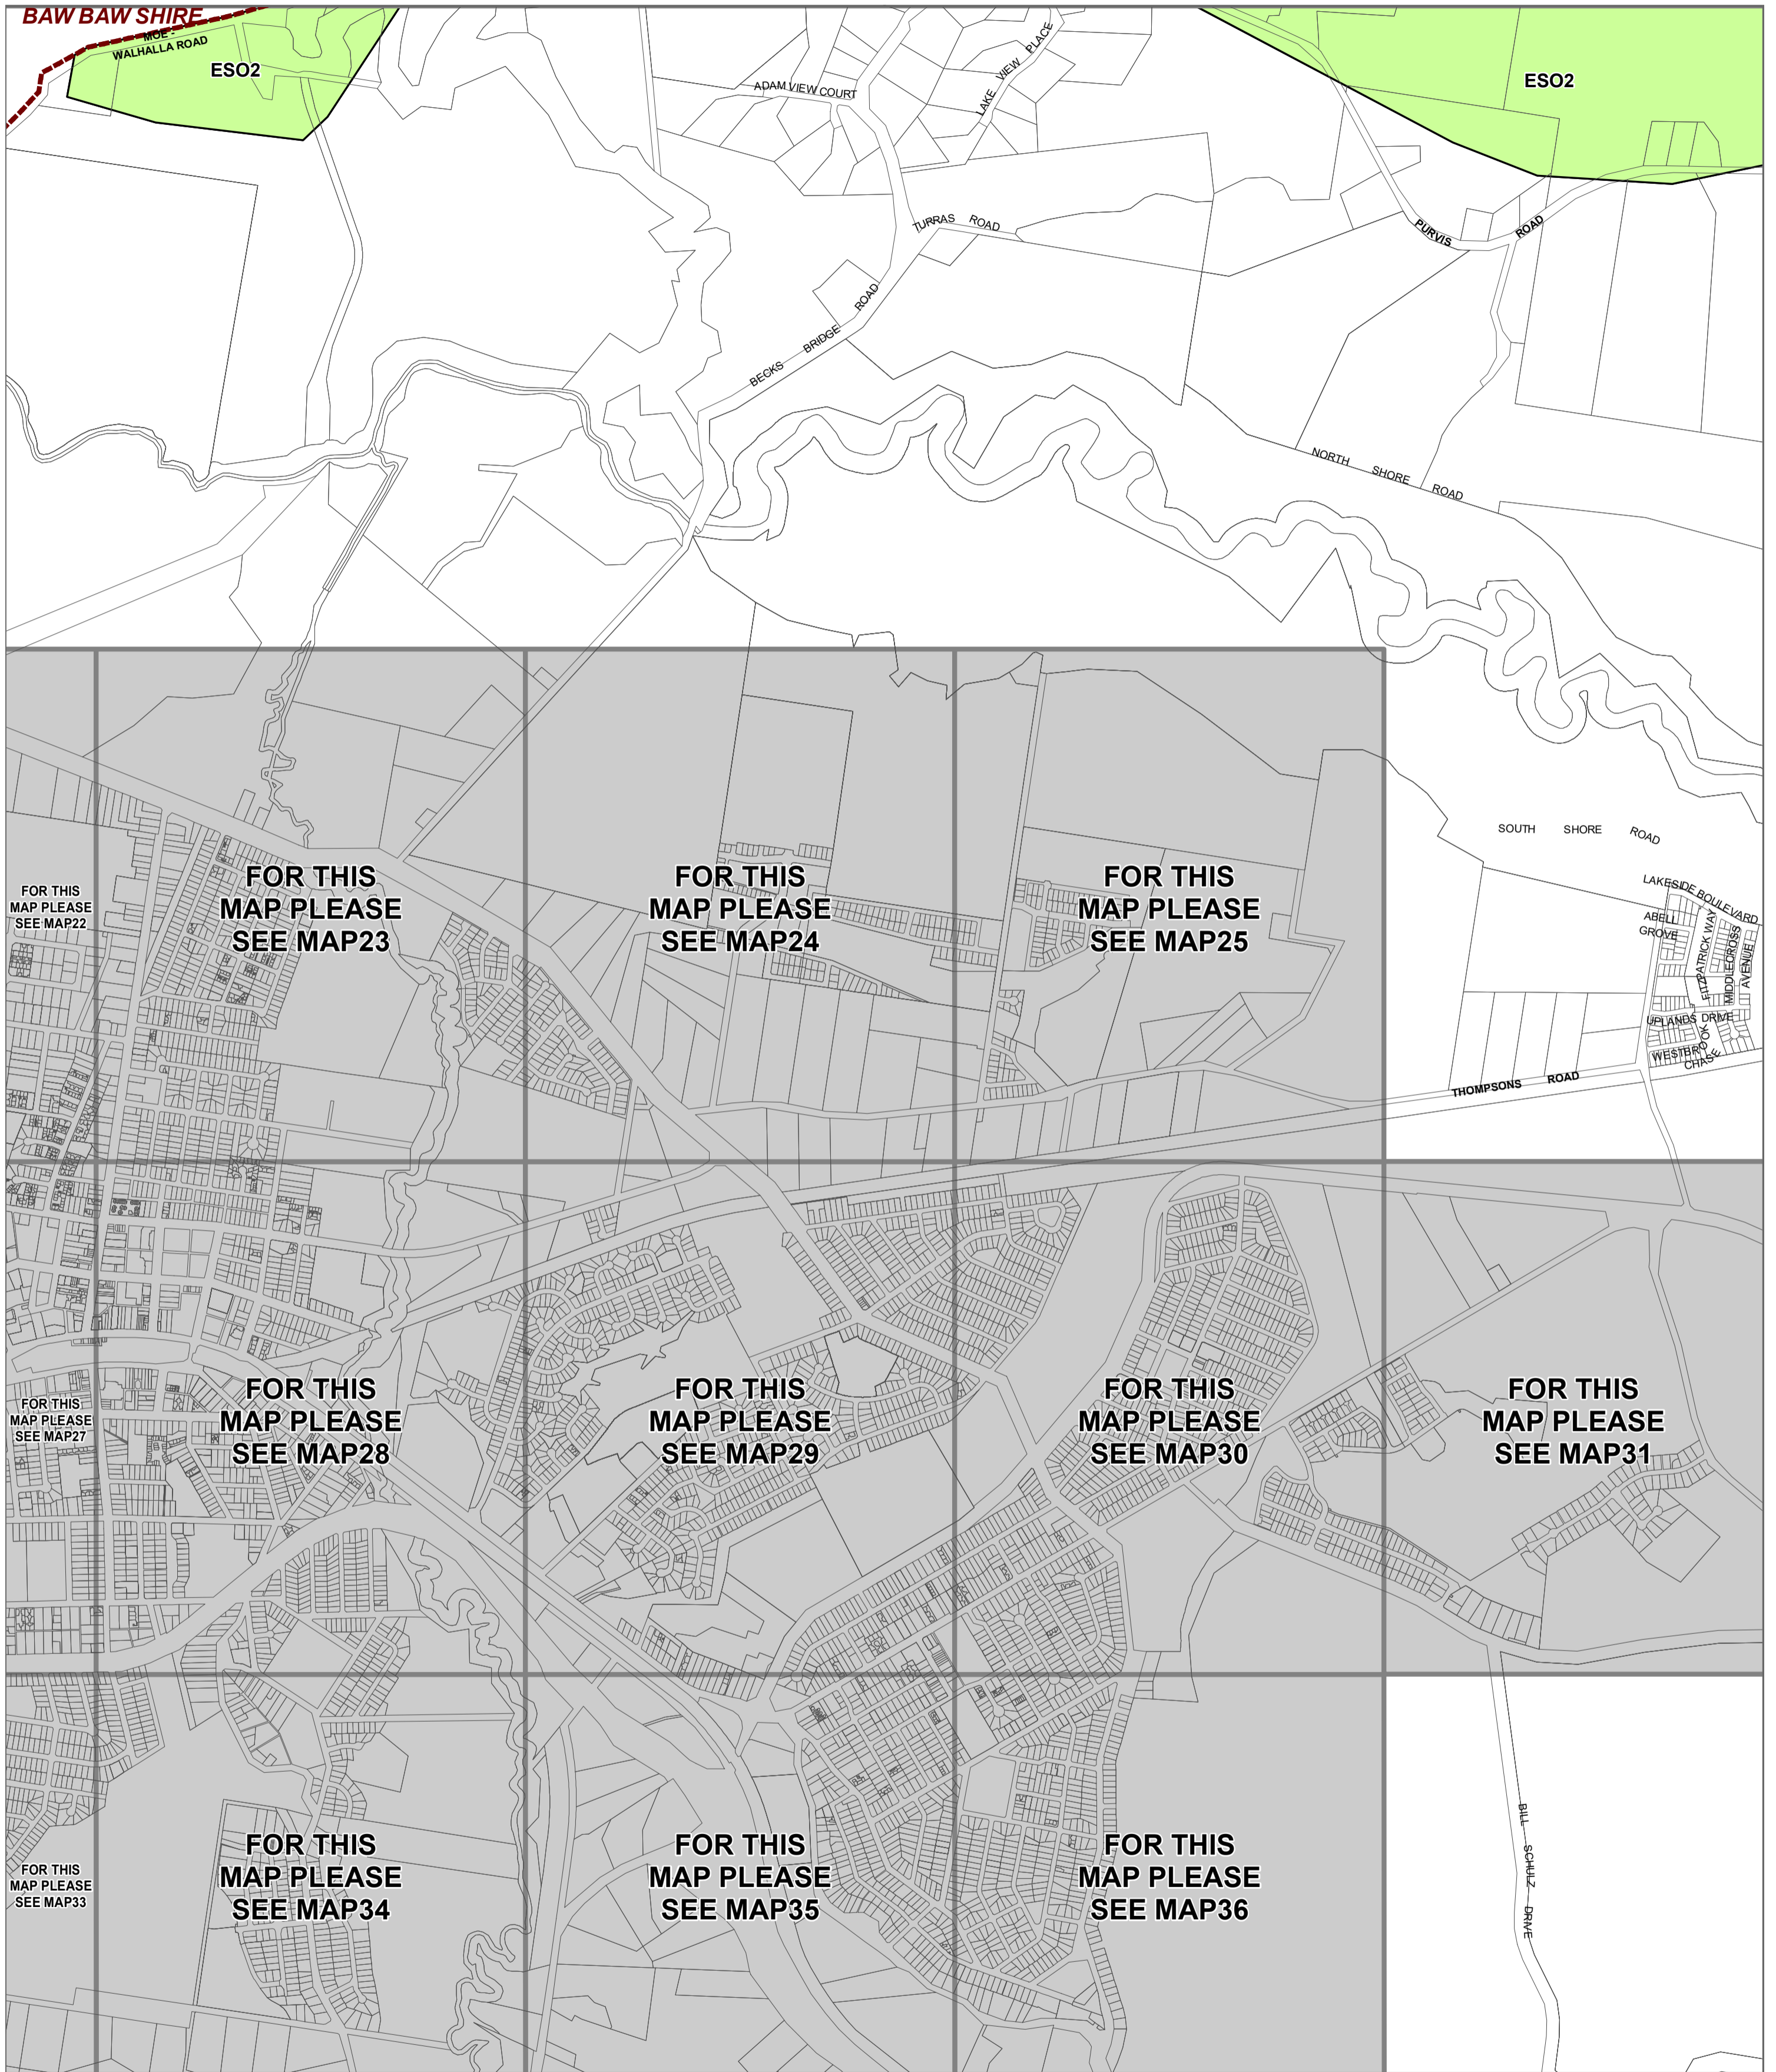 BAW BAW SHIRE
MOE -
WALHALLA ROAD
ESO2
ADAM VIEW COURT
LAKE VIEW PLACE
ESO2
TURRAS ROAD
PURVIS ROAD
BECKS BRIDGE ROAD
NORTH SHORE ROAD
SOUTH SHORE ROAD
FOR THIS
MAP PLEASE
SEE MAP22
FOR THIS
MAP PLEASE
SEE MAP23
FOR THIS
MAP PLEASE
SEE MAP24
FOR THIS
MAP PLEASE
SEE MAP25
LAKESIDE BOULEVARD
ABELL
GROVE
FITZPATRICK WAY
MIDDLECROSS
AVENUE
UPLANDS DRIVE
WESTBROOK
CHASE
THOMPSONS ROAD
FOR THIS
MAP PLEASE
SEE MAP27
FOR THIS
MAP PLEASE
SEE MAP28
FOR THIS
MAP PLEASE
SEE MAP29
FOR THIS
MAP PLEASE
SEE MAP30
FOR THIS
MAP PLEASE
SEE MAP31
FOR THIS
MAP PLEASE
SEE MAP33
FOR THIS
MAP PLEASE
SEE MAP34
FOR THIS
MAP PLEASE
SEE MAP35
FOR THIS
MAP PLEASE
SEE MAP36
BILL SCHULZ DRIVE